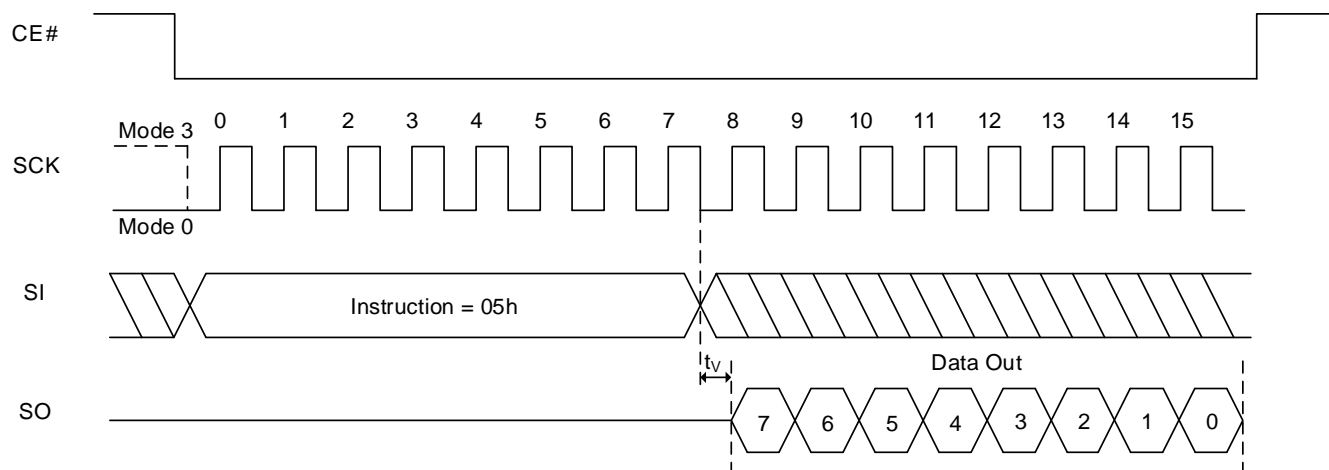 CE#
0 1 2 3 4 5 6 7 8 9 10 11 12 13 14 15
Mode 3
SCK
Mode 0
SI
Instruction = 05h
tV
Data Out
SO
7 6 5 4 3 2 1 0